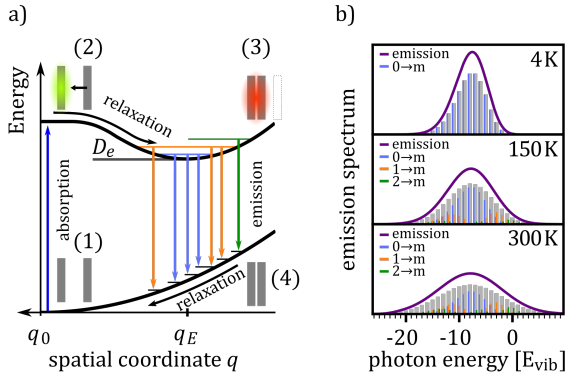 a)
(2)
(3)
Energy
relaxation
D_e
absorption
emission
(1)
(4)
relaxation
q_0
q_E
spatial coordinate q
b)
emission spectrum
emission
0→m
4 K
emission
0→m
1→m
2→m
150 K
emission
0→m
1→m
2→m
300 K
-20
-10
0
photon energy [E_vib]